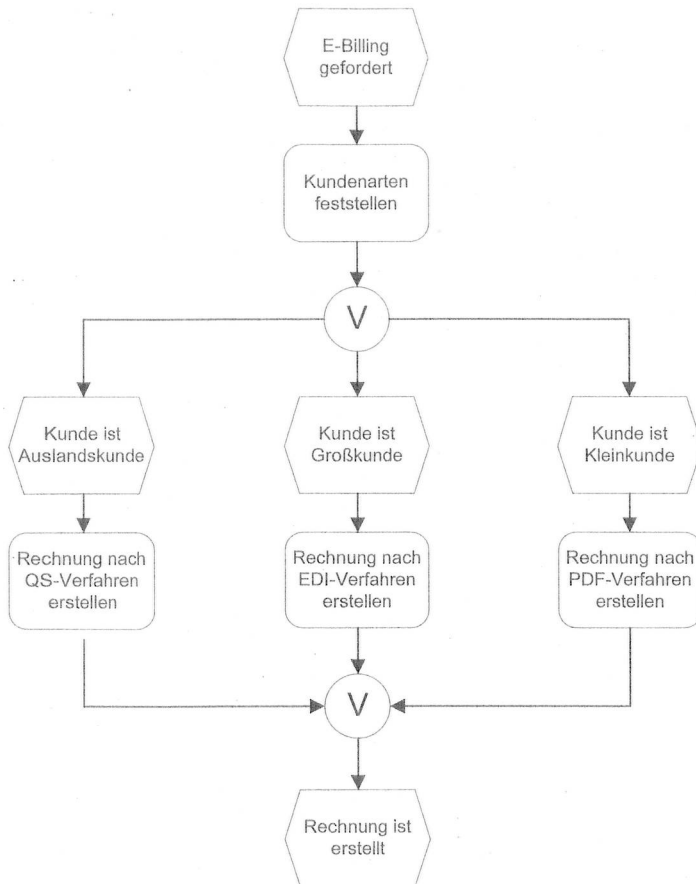 E-Billing
gefordert
Kundenarten
feststellen
V
Kunde ist
Auslandskunde
Kunde ist
Großkunde
Kunde ist
Kleinkunde
Rechnung nach
QS-Verfahren
erstellen
Rechnung nach
EDI-Verfahren
erstellen
Rechnung nach
PDF-Verfahren
erstellen
V
Rechnung ist
erstellt